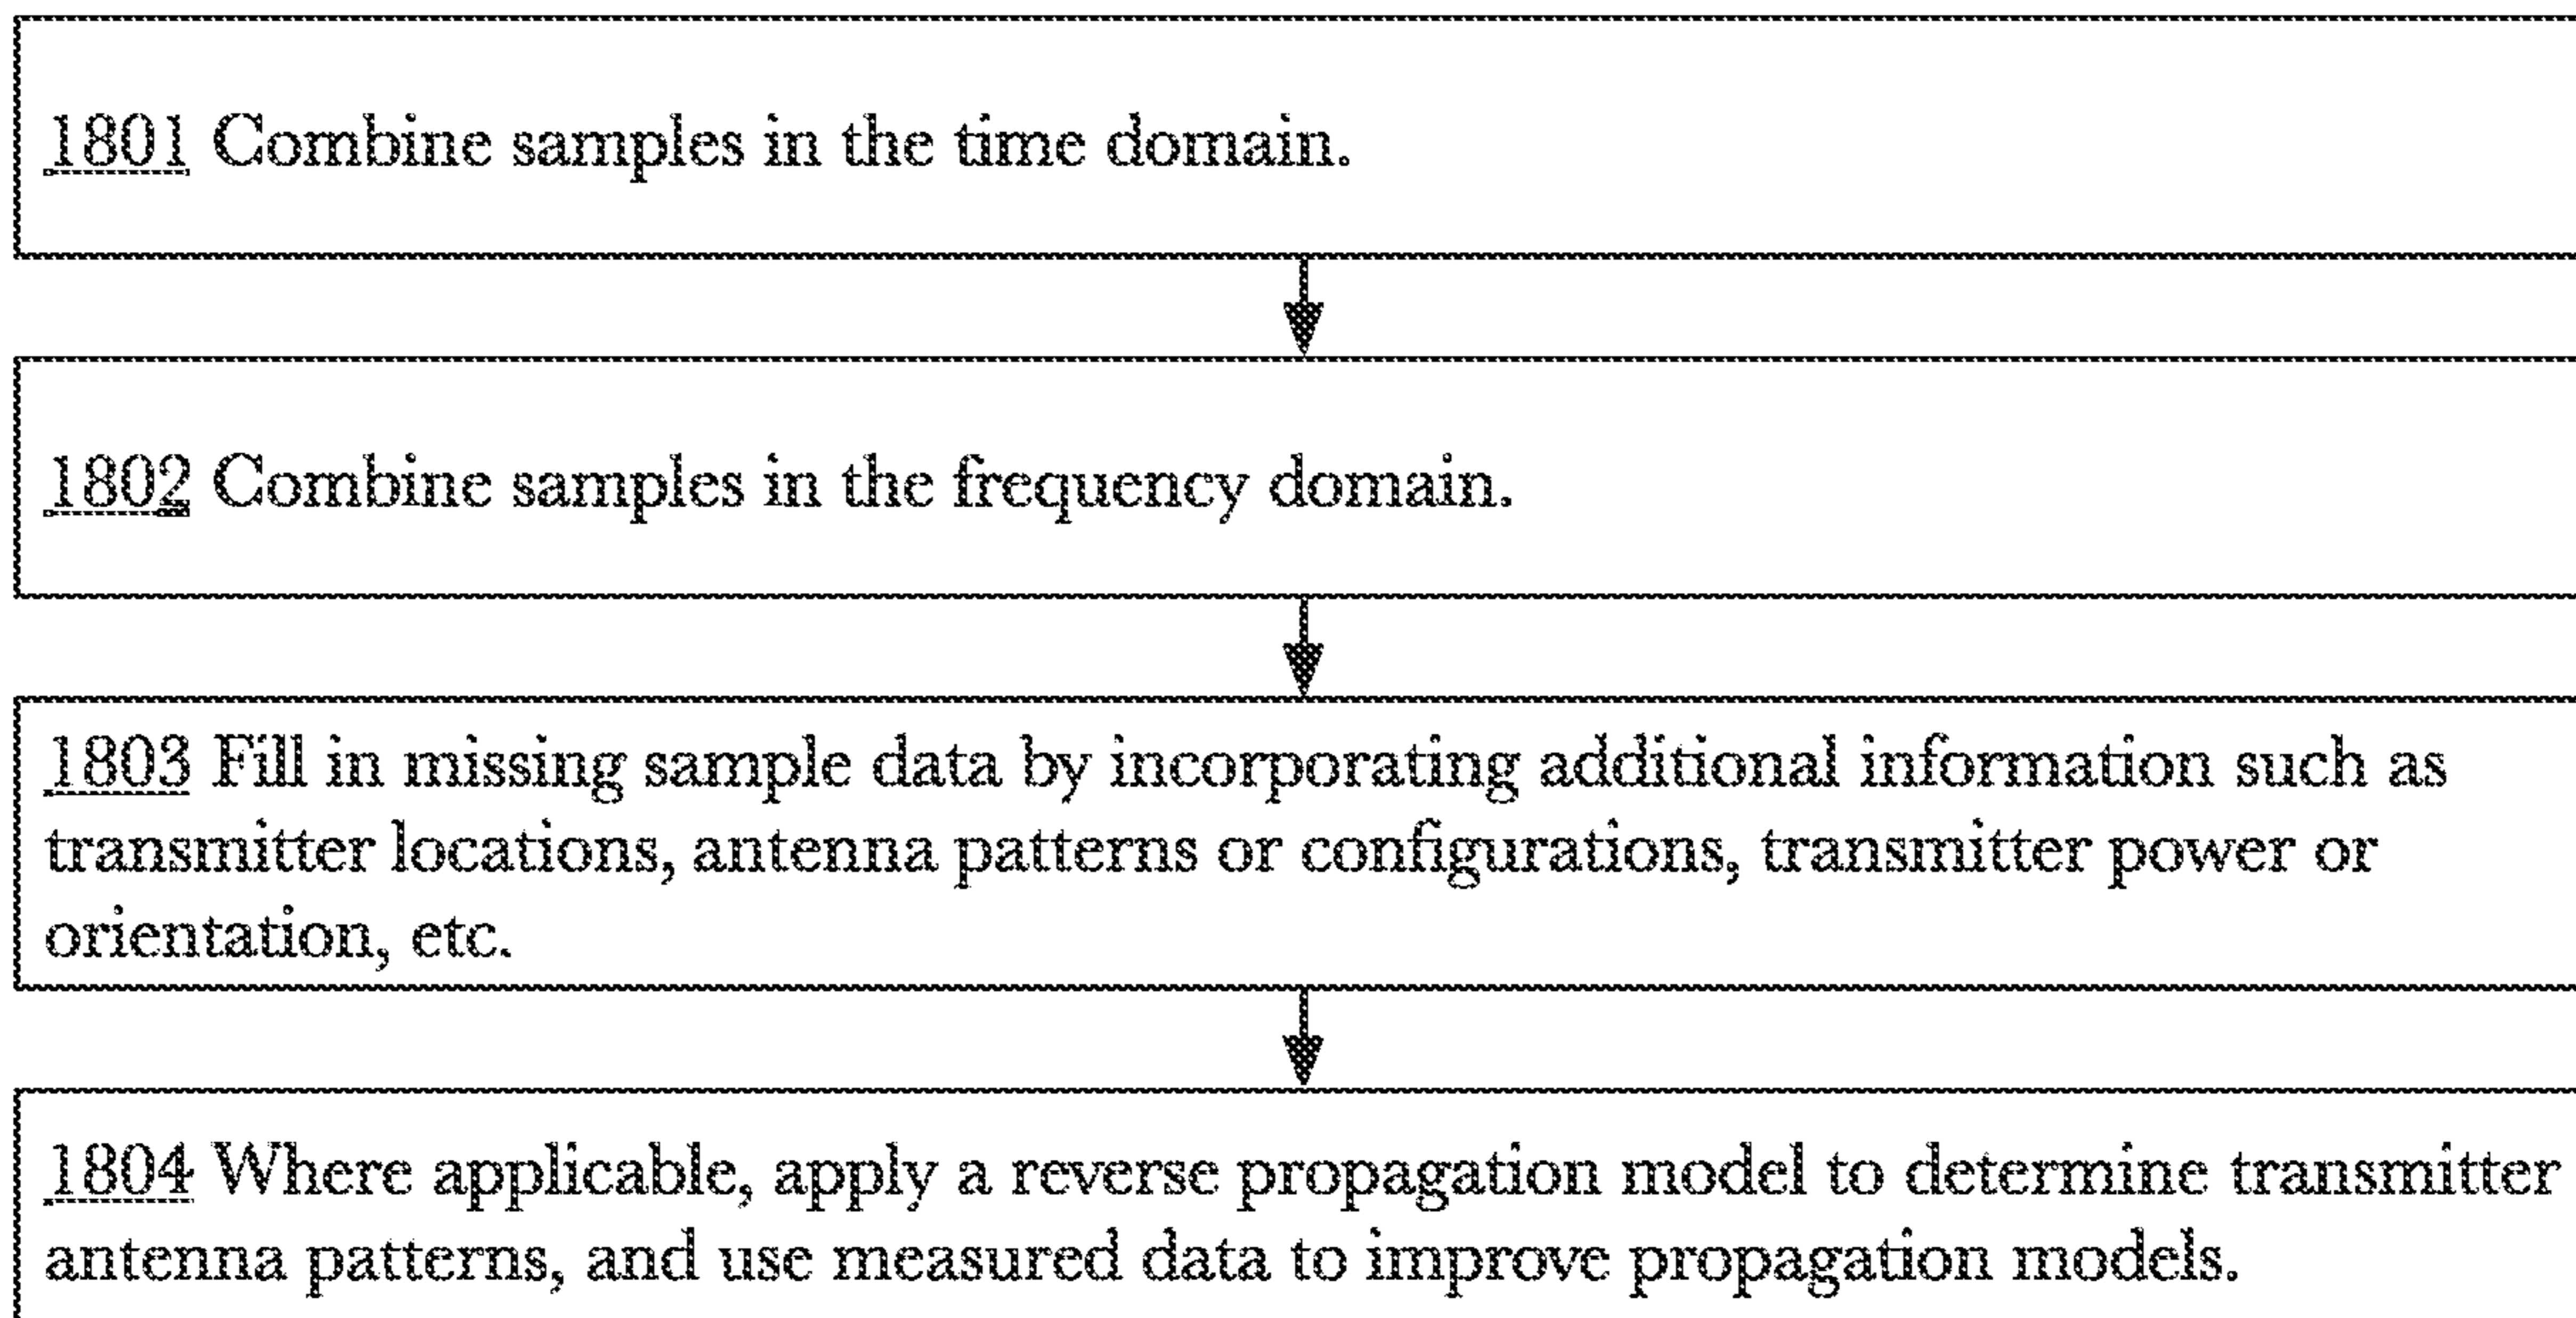 1801 Combine samples in the time domain.
1802 Combine samples in the frequency domain.
1803 Fill in missing sample data by incorporating additional information such as
transmitter locations, antenna patterns or configurations, transmitter power or
orientation, etc.
1804 Where applicable, apply a reverse propagation model to determine transmitter
antenna patterns, and use measured data to improve propagation models.